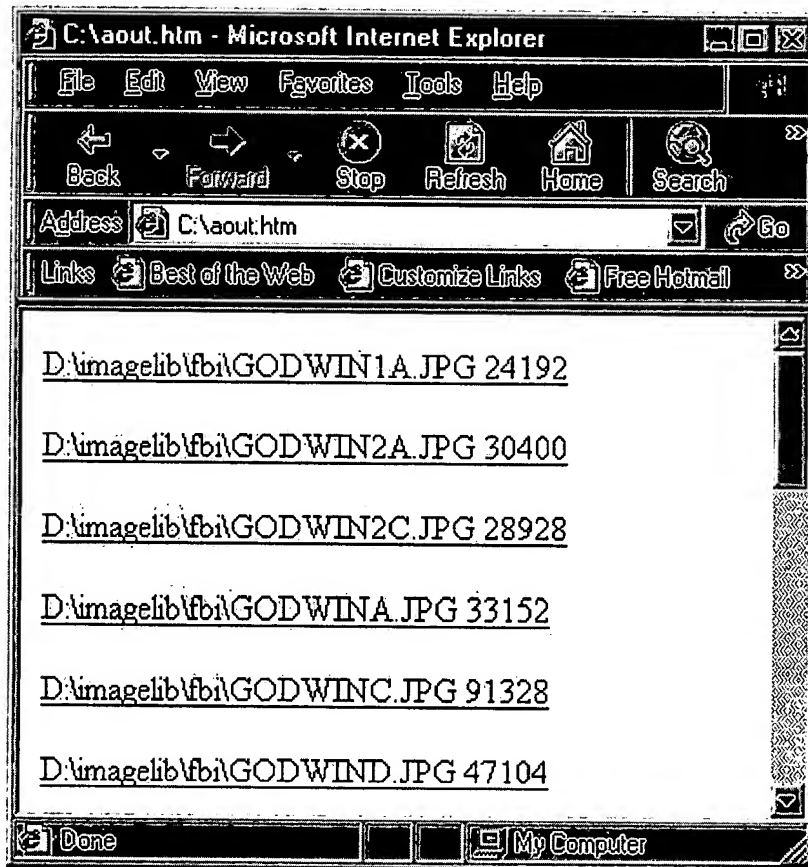 C:\aout.htm - Microsoft Internet Explorer
File Edit View Favorites Tools Help
Back Forward Stop Refresh Home Search »
Address C:\aout.htm Go
Links Best of the Web Customize Links Free Hotmail »
D:\imagelib\fbi\GODWIN1A.JPG 24192
D:\imagelib\fbi\GODWIN2A.JPG 30400
D:\imagelib\fbi\GODWIN2C.JPG 28928
D:\imagelib\fbi\GODWINA.JPG 33152
D:\imagelib\fbi\GODWINC.JPG 91328
D:\imagelib\fbi\GODWIND.JPG 47104
Done My Computer